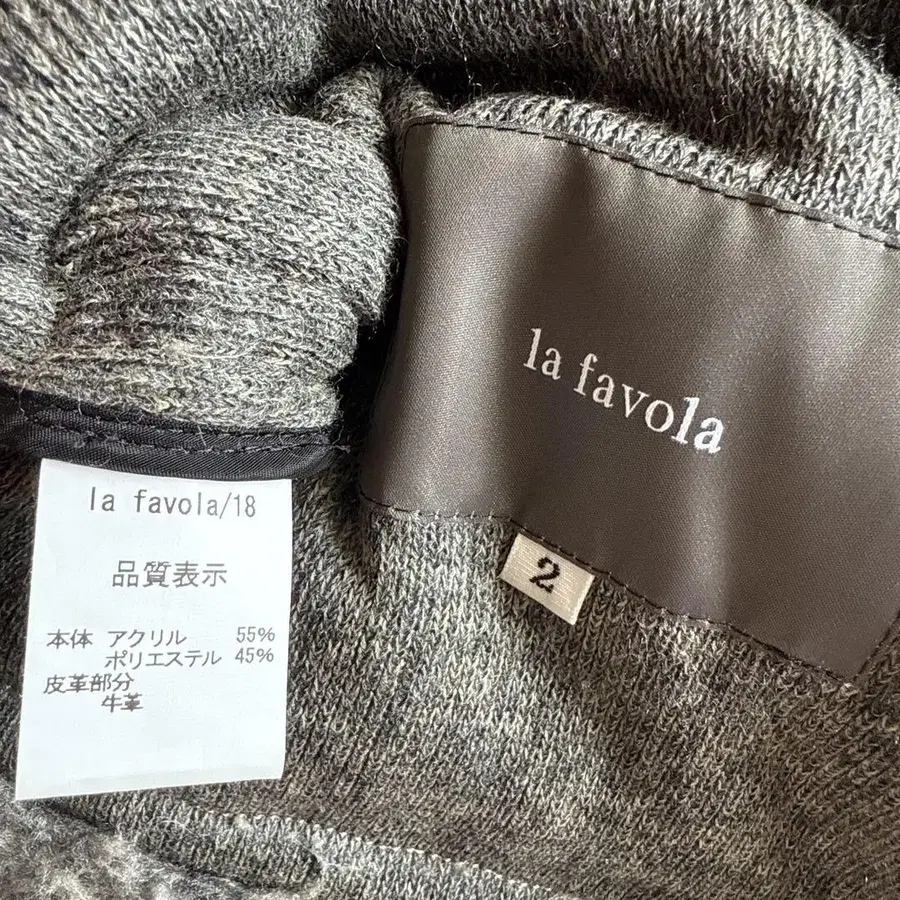 la favola
2
la favola/18
品質表示
本体 アクリル 55%
ポリエステル 45%
皮革部分
牛革